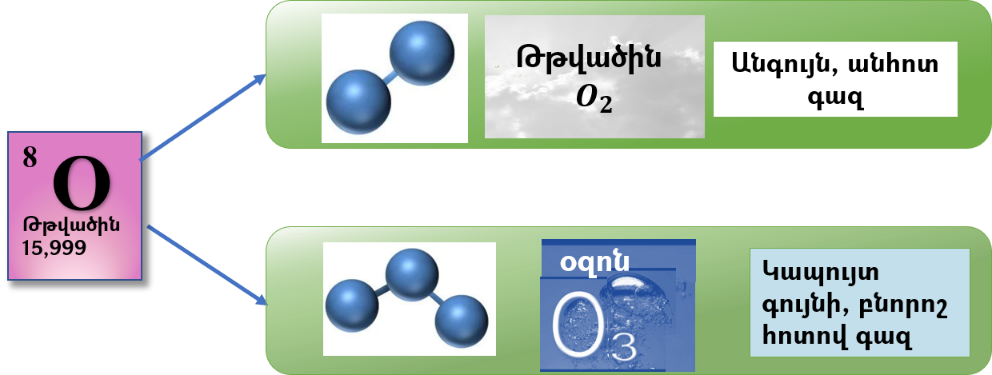 Թթվածին
O₂
Անգույն, անհոտ
գազ
8
O
Թթվածին
15,999
օզոն
O₃
Կապույտ
գույնի, բնորոշ
հոտով գազ